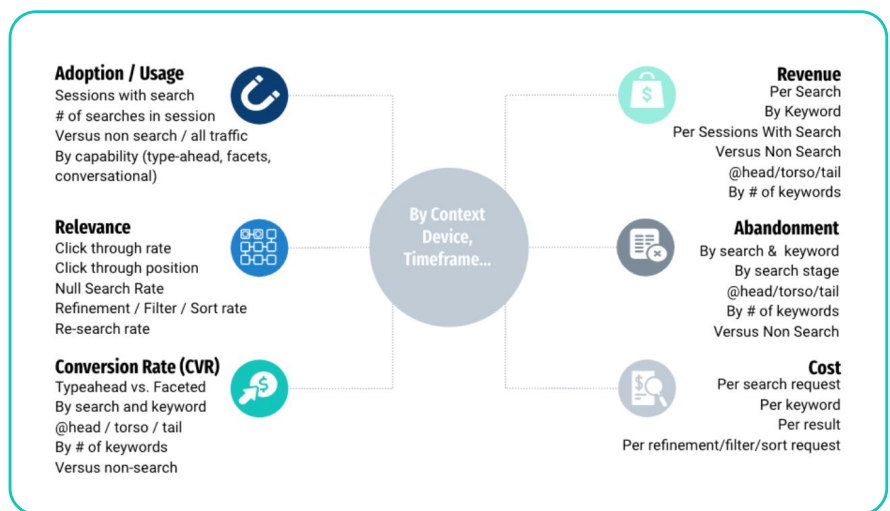 Adoption / Usage
Sessions with search
# of searches in session
Versus non search / all traffic
By capability (type-ahead, facets,
conversational)
Relevance
Click through rate
Click through position
Null Search Rate
Refinement / Filter / Sort rate
Re-search rate
Conversion Rate (CVR)
Typeahead vs. Faceted
By search and keyword
@head / torso / tail
By # of keywords
Versus non-search
By Context
Device,
Timeframe...
Revenue
Per Search
By Keyword
Per Sessions With Search
Versus Non Search
@head/torso/tail
By # of keywords
Abandonment
By search & keyword
By search stage
@head/torso/tail
By # of keywords
Versus Non Search
Cost
Per search request
Per keyword
Per result
Per refinement/filter/sort request